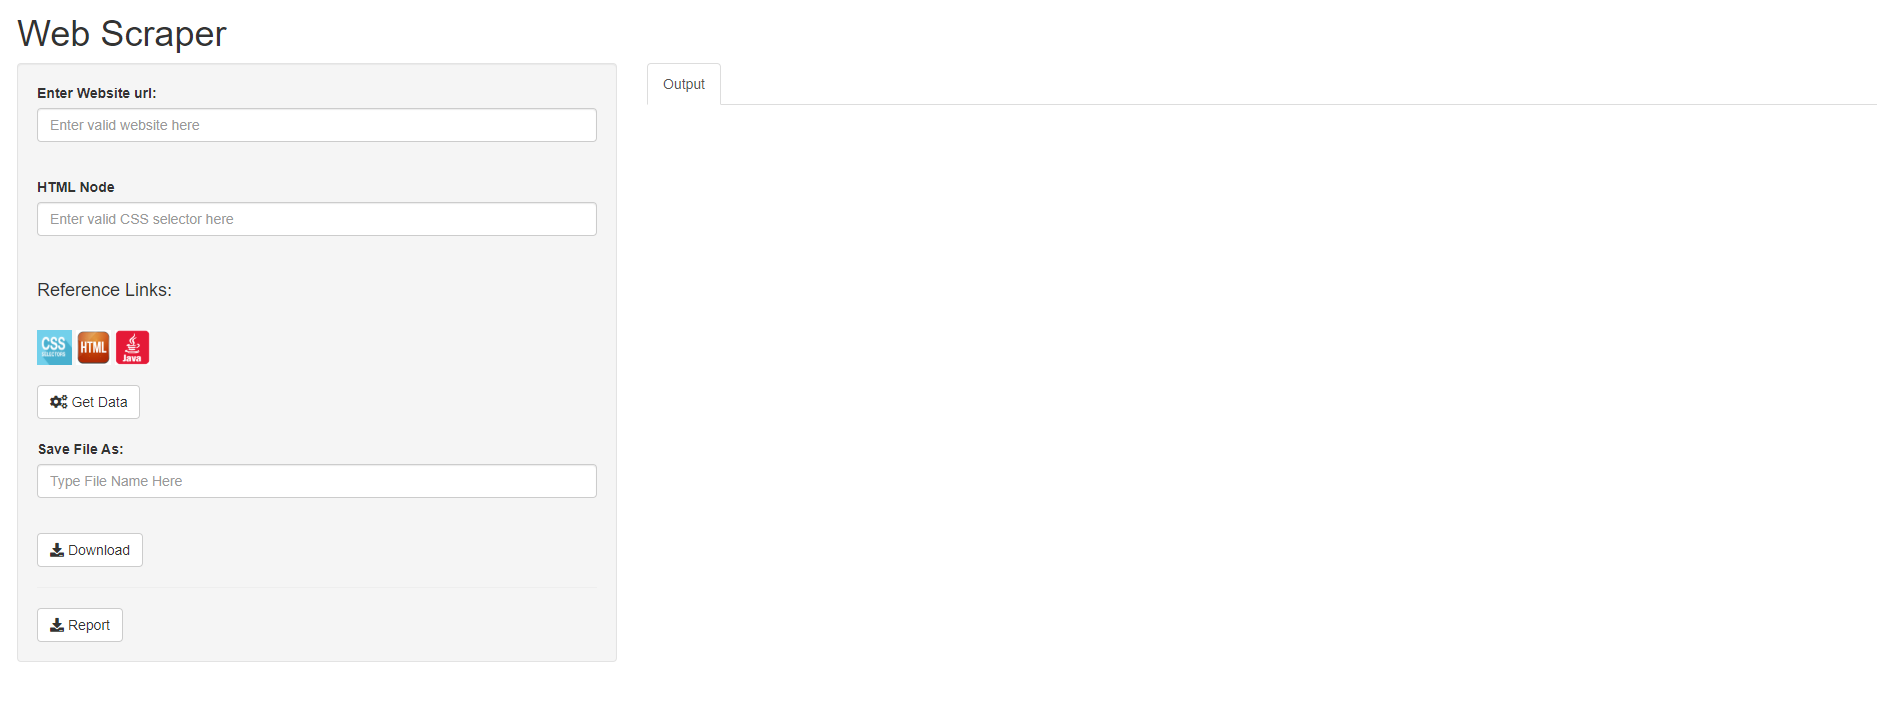 Web Scraper
Enter Website url:
Enter valid website here
HTML Node
Enter valid CSS selector here
Reference Links:
CSS
SELECTORS
HTML
Java
Get Data
Save File As:
Type File Name Here
Download
Report
Output